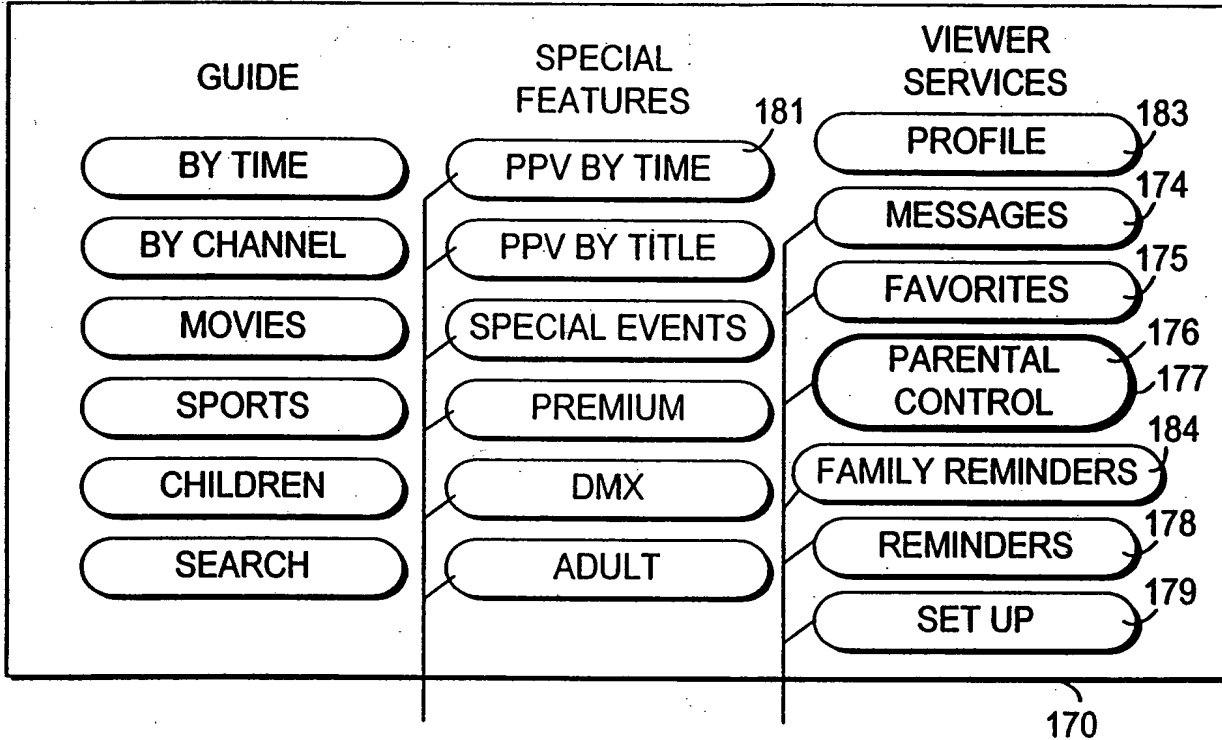 GUIDE
BY TIME
BY CHANNEL
MOVIES
SPORTS
CHILDREN
SEARCH
SPECIAL
FEATURES
181
PPV BY TIME
PPV BY TITLE
SPECIAL EVENTS
PREMIUM
DMX
ADULT
VIEWER
SERVICES
PROFILE
183
MESSAGES
174
FAVORITES
175
PARENTAL
CONTROL
176
177
FAMILY REMINDERS
184
REMINDERS
178
SET UP
179
170